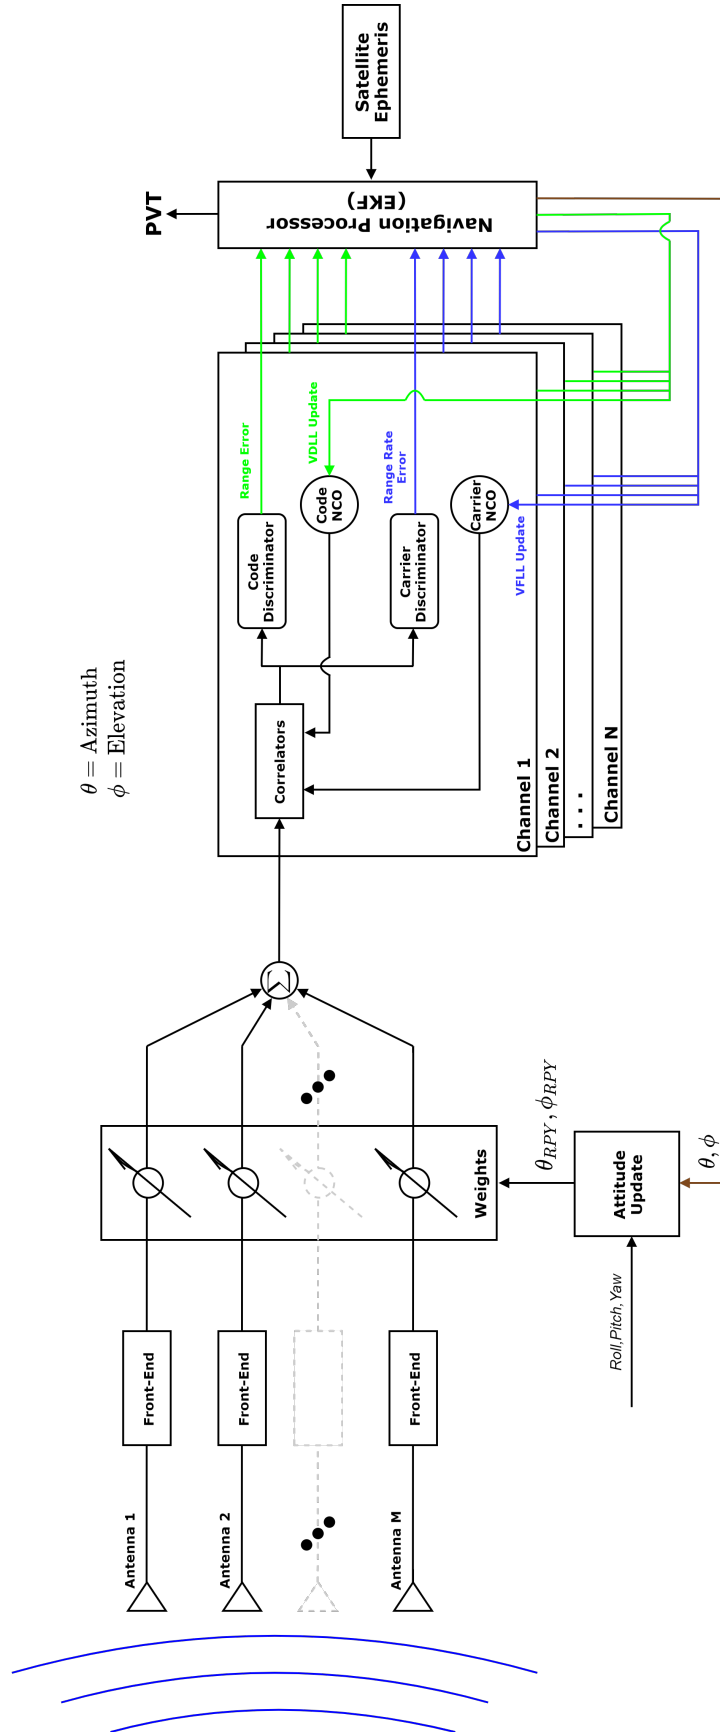 θ = Azimuth
ϕ = Elevation
Antenna 1
Front-End
Antenna 2
Front-End
Antenna M
Front-End
Weights
Σ
Roll,Pitch,Yaw
Attitude
Update
θ, ϕ
θRPY, ϕRPY
Correlators
Code
Discriminator
Range Error
Code
NCO
VDLL Update
Carrier
Discriminator
Range Rate
Error
Carrier
NCO
VFLL Update
Channel 1
Channel 2
. . .
Channel N
Navigation Processor
(EKF)
PVT
Satellite
Ephemeris